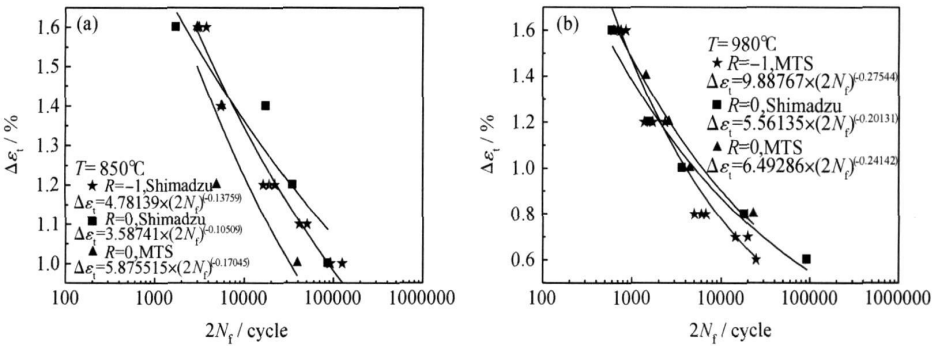 (a)
1.6
1.5
1.4
1.3
1.2
1.1
1.0
Δεt / %
T=850℃
★ R=−1,Shimadzu
Δεt=4.78139×(2Nf)(-0.13759)
■ R=0,Shimadzu
Δεt=3.58741×(2Nf)(-0.10509)
▲ R=0,MTS
Δεt=5.875515×(2Nf)(-0.17045)
100 1000 10000 100000 1000000
2Nf / cycle
(b)
1.6
1.4
1.2
1.0
0.8
0.6
Δεt / %
T=980℃
★ R=−1,MTS
Δεt=9.88767×(2Nf)(-0.27544)
■ R=0,Shimadzu
Δεt=5.56135×(2Nf)(-0.20131)
▲ R=0,MTS
Δεt=6.49286×(2Nf)(-0.24142)
100 1000 10000 100000 1000000
2Nf / cycle